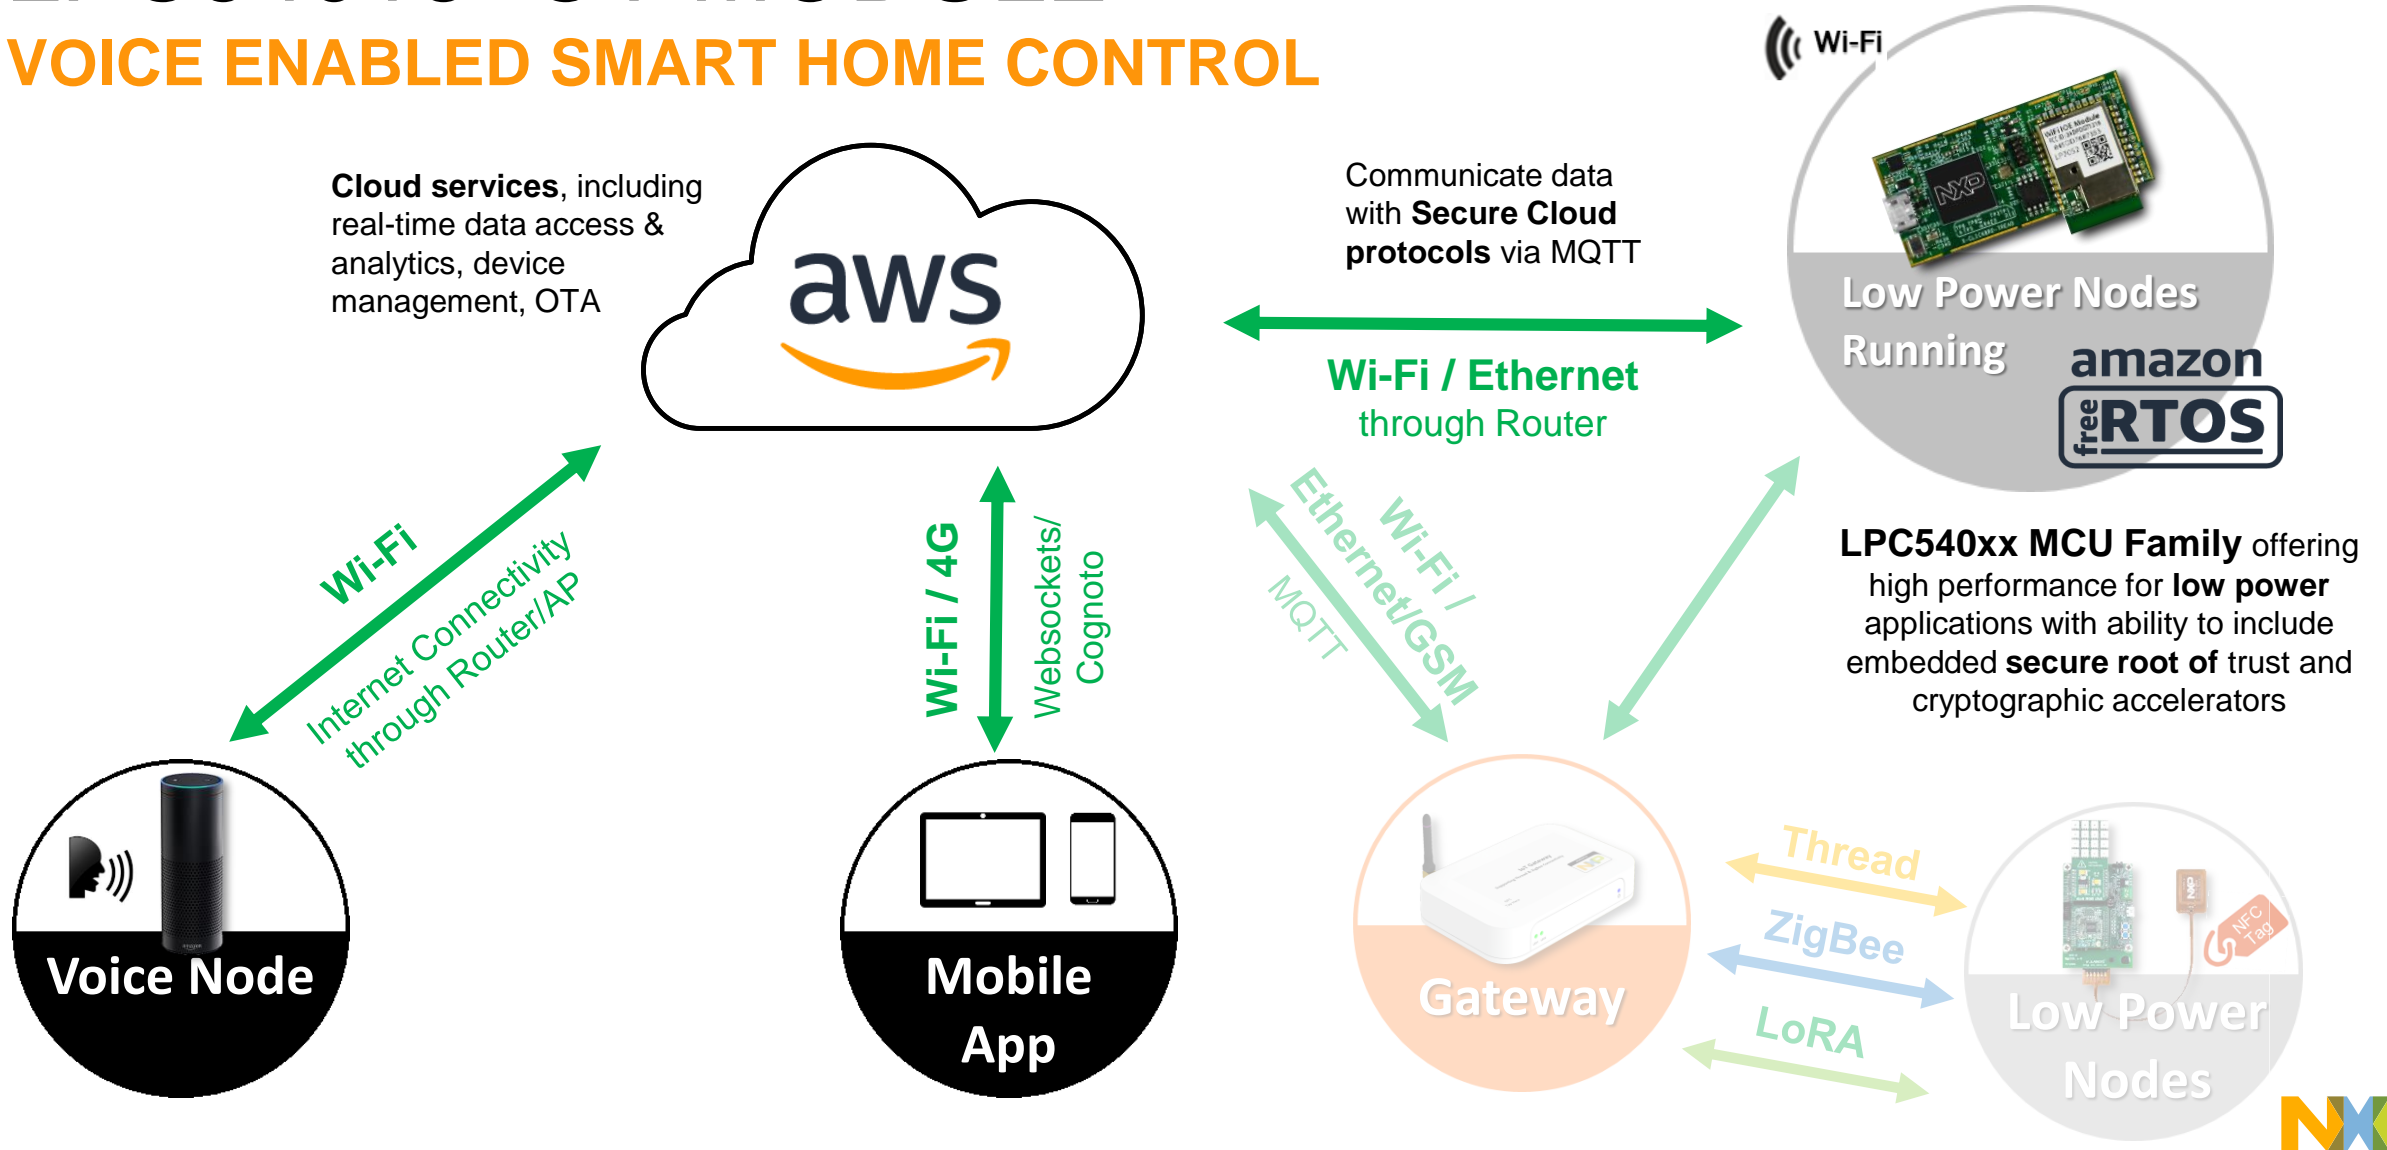 VOICE ENABLED SMART HOME CONTROL
Wi-Fi
Cloud services, including
real-time data access &
analytics, device
management, OTA
aws
Communicate data
with Secure Cloud
protocols via MQTT
Wi-Fi / Ethernet
through Router
NXP
WiFi IOE Module
Low Power Nodes
Running
amazon
free RTOS
LPC540xx MCU Family offering
high performance for low power
applications with ability to include
embedded secure root of trust and
cryptographic accelerators
Wi-Fi
Internet Connectivity
through Router/AP
Wi-Fi / 4G
Websockets/
Cognoto
Wi-Fi /
Ethernet/GSM
MQTT
Voice Node
Mobile
App
Gateway
Thread
ZigBee
LoRA
NFC
Tag
Low Power
Nodes